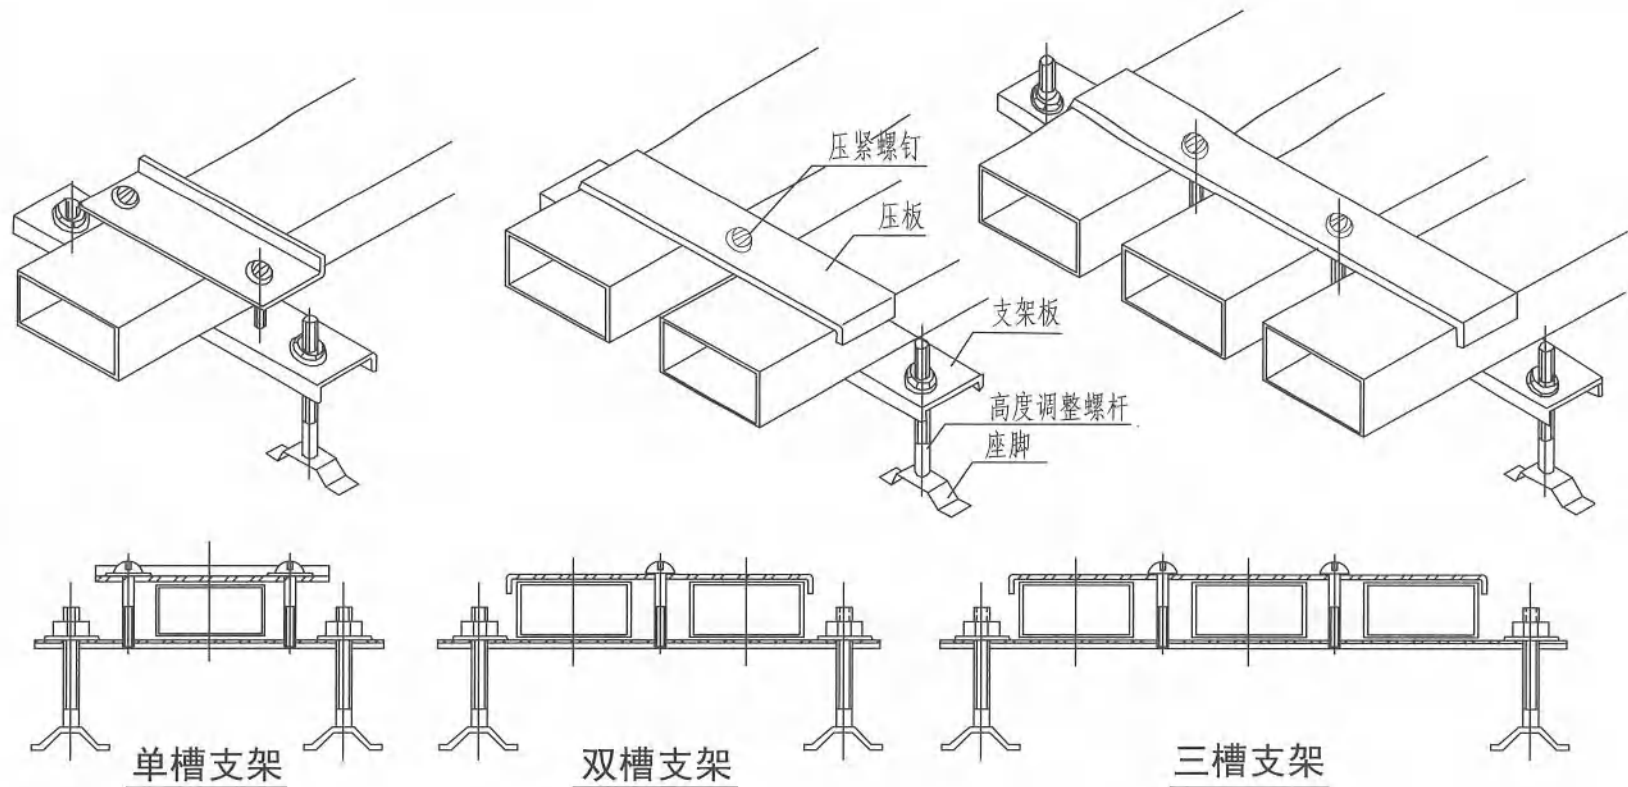 压紧螺钉
压板
支架板
高度调整螺杆
座脚
单槽支架
双槽支架
三槽支架